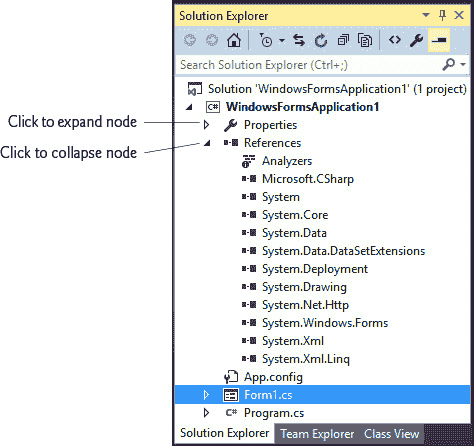 Solution Explorer
Search Solution Explorer (Ctrl+;)
Solution 'WindowsFormsApplication1' (1 project)
C# WindowsFormsApplication1
Click to expand node
Properties
Click to collapse node
References
Analyzers
Microsoft.CSharp
System
System.Core
System.Data
System.Data.DataSetExtensions
System.Deployment
System.Drawing
System.Net.Http
System.Windows.Forms
System.Xml
System.Xml.Linq
App.config
Form1.cs
C# Program.cs
Solution Explorer Team Explorer Class View